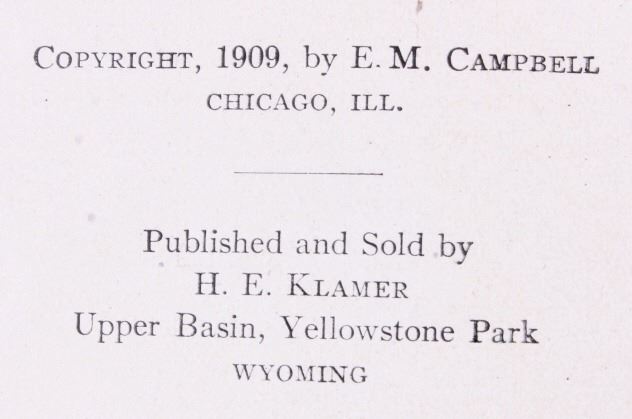 COPYRIGHT, 1909, by E. M. CAMPBELL
CHICAGO, ILL.
Published and Sold by
H. E. KLAMER
Upper Basin, Yellowstone Park
WYOMING